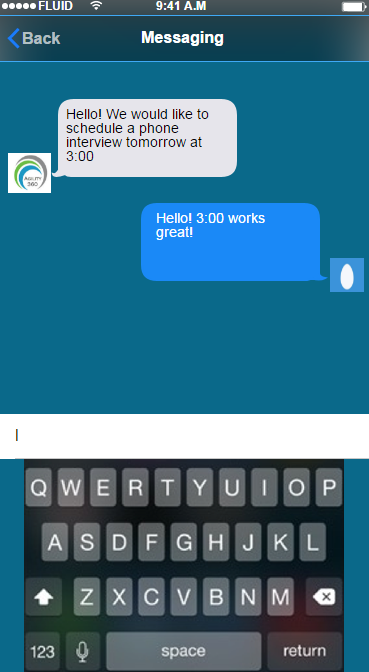 FLUID 9:41 A.M
Back Messaging
Hello! We would like to
schedule a phone
interview tomorrow at
3:00
AGILITY
360
Hello! 3:00 works
great!
Q W E R T Y U I O P
A S D F G H J K L
Z X C V B N M
123 space return